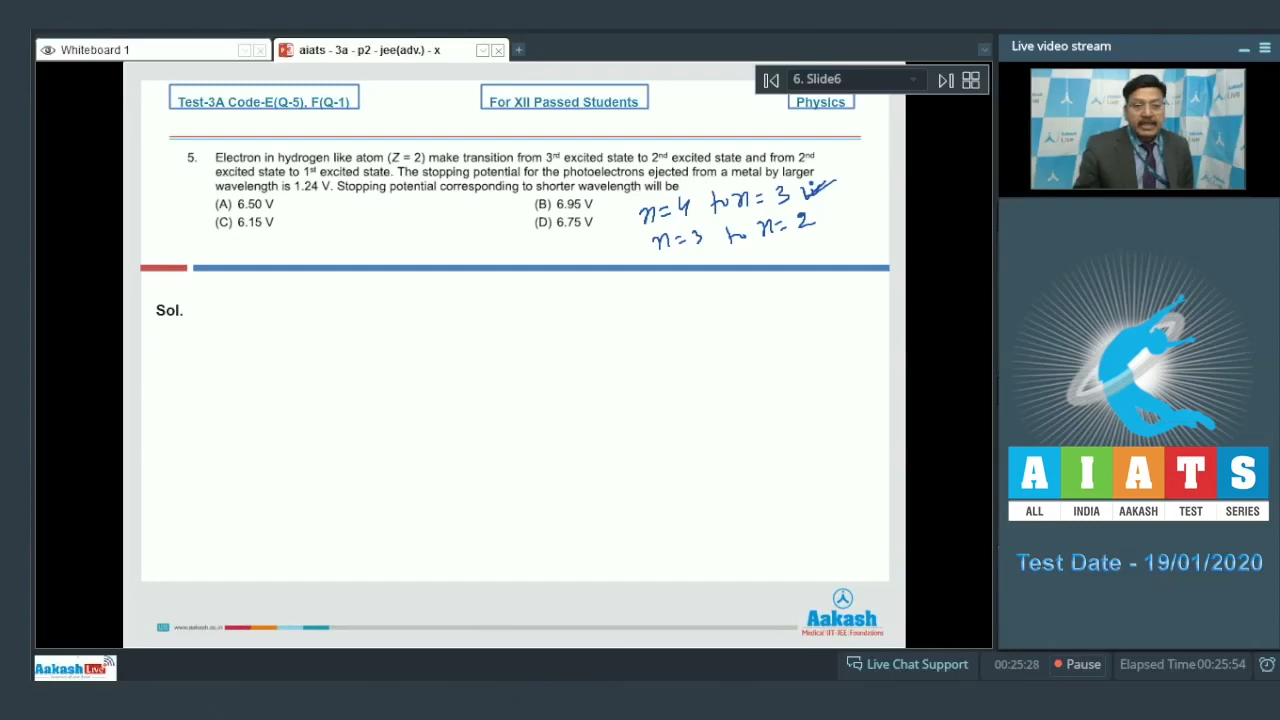 Whiteboard 1
aiats - 3a - p2 - jee(adv.) - x
Live video stream
6. Slide6
Test-3A Code-E(Q-5), F(Q-1)
For XII Passed Students
Physics
5. Electron in hydrogen like atom (Z = 2) make transition from 3rd excited state to 2nd excited state and from 2nd
excited state to 1st excited state. The stopping potential for the photoelectrons ejected from a metal by larger
wavelength is 1.24 V. Stopping potential corresponding to shorter wavelength will be
(A) 6.50 V (B) 6.95 V
(C) 6.15 V (D) 6.75 V
n=4 to n=3
n=3 to n=2
Sol.
AIATS
ALL INDIA AAKASH TEST SERIES
Test Date - 19/01/2020
www.aakash.ac.in
Aakash
Medical | IIT-JEE | Foundations
Aakash Live
Live Chat Support
00:25:28
Pause
Elapsed Time 00:25:54